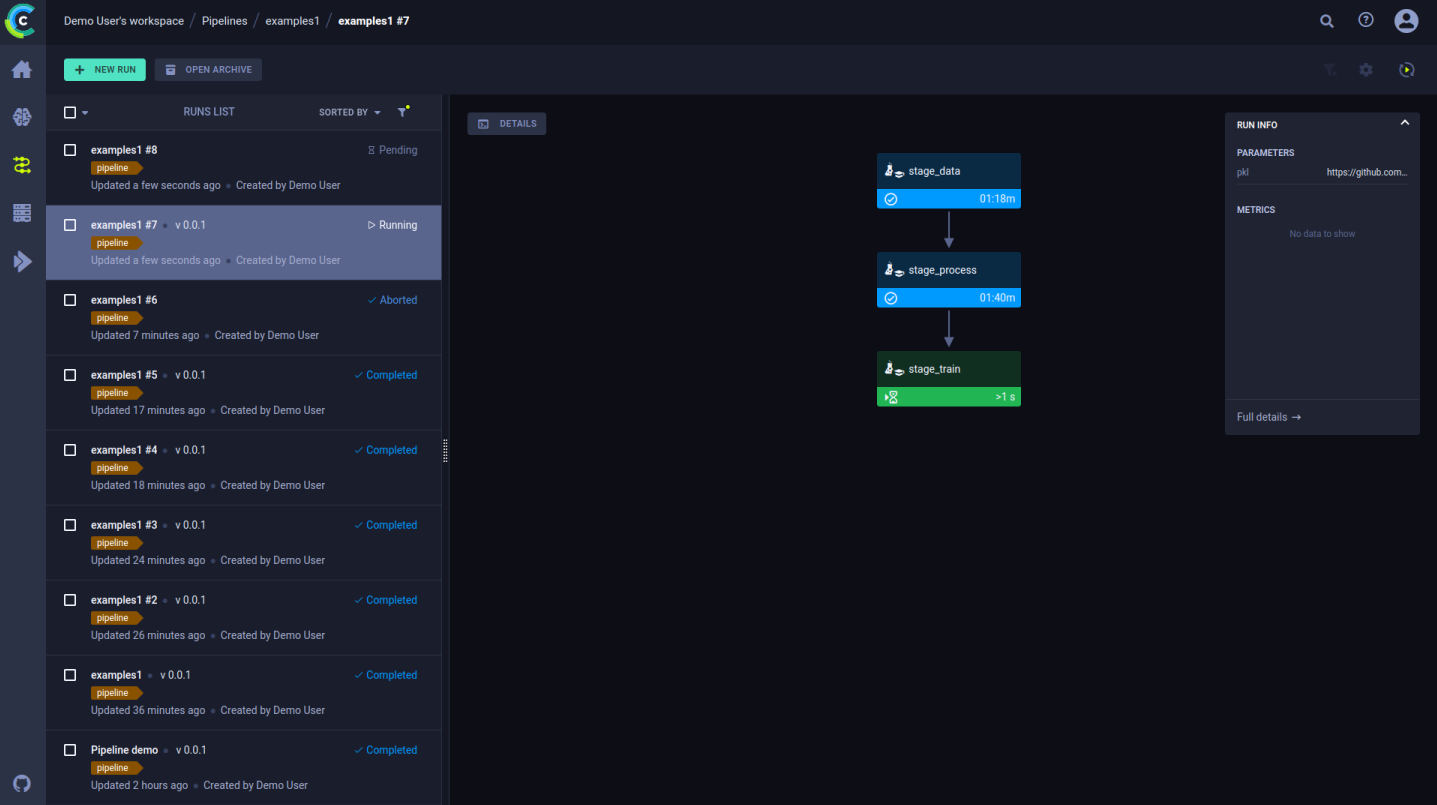 Demo User's workspace / Pipelines / examples1 / examples1 #7
NEW RUN
OPEN ARCHIVE
RUNS LIST
SORTED BY
examples1 #8
Pending
pipeline
Updated a few seconds ago • Created by Demo User
examples1 #7 • v 0.0.1
Running
pipeline
Updated a few seconds ago • Created by Demo User
examples1 #6
Aborted
pipeline
Updated 7 minutes ago • Created by Demo User
examples1 #5 • v 0.0.1
Completed
pipeline
Updated 17 minutes ago • Created by Demo User
examples1 #4 • v 0.0.1
Completed
pipeline
Updated 18 minutes ago • Created by Demo User
examples1 #3 • v 0.0.1
Completed
pipeline
Updated 24 minutes ago • Created by Demo User
examples1 #2 • v 0.0.1
Completed
pipeline
Updated 26 minutes ago • Created by Demo User
examples1 • v 0.0.1
Completed
pipeline
Updated 36 minutes ago • Created by Demo User
Pipeline demo • v 0.0.1
Completed
pipeline
Updated 2 hours ago • Created by Demo User
DETAILS
stage_data
01:18m
stage_process
01:40m
stage_train
>1 s
RUN INFO
PARAMETERS
pkl https://github.com...
METRICS
No data to show
Full details →